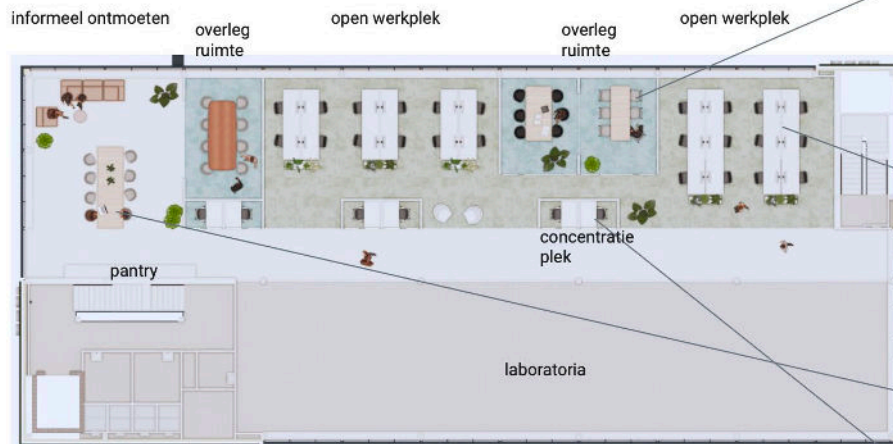 informeel ontmoeten
overleg
ruimte
open werkplek
overleg
ruimte
open werkplek
concentratie
plek
pantry
laboratoria